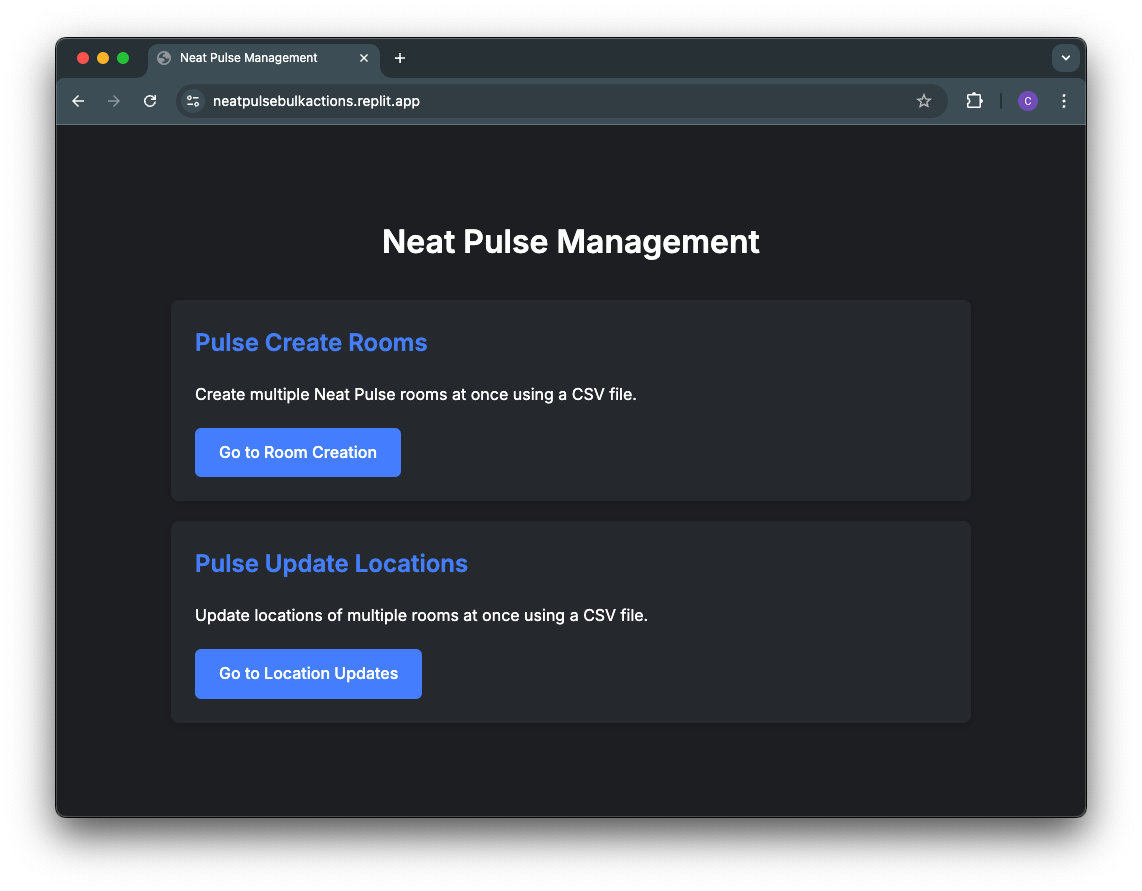 Neat Pulse Management
neatpulsebulkactions.replit.app
C
Neat Pulse Management
Pulse Create Rooms
Create multiple Neat Pulse rooms at once using a CSV file.
Go to Room Creation
Pulse Update Locations
Update locations of multiple rooms at once using a CSV file.
Go to Location Updates